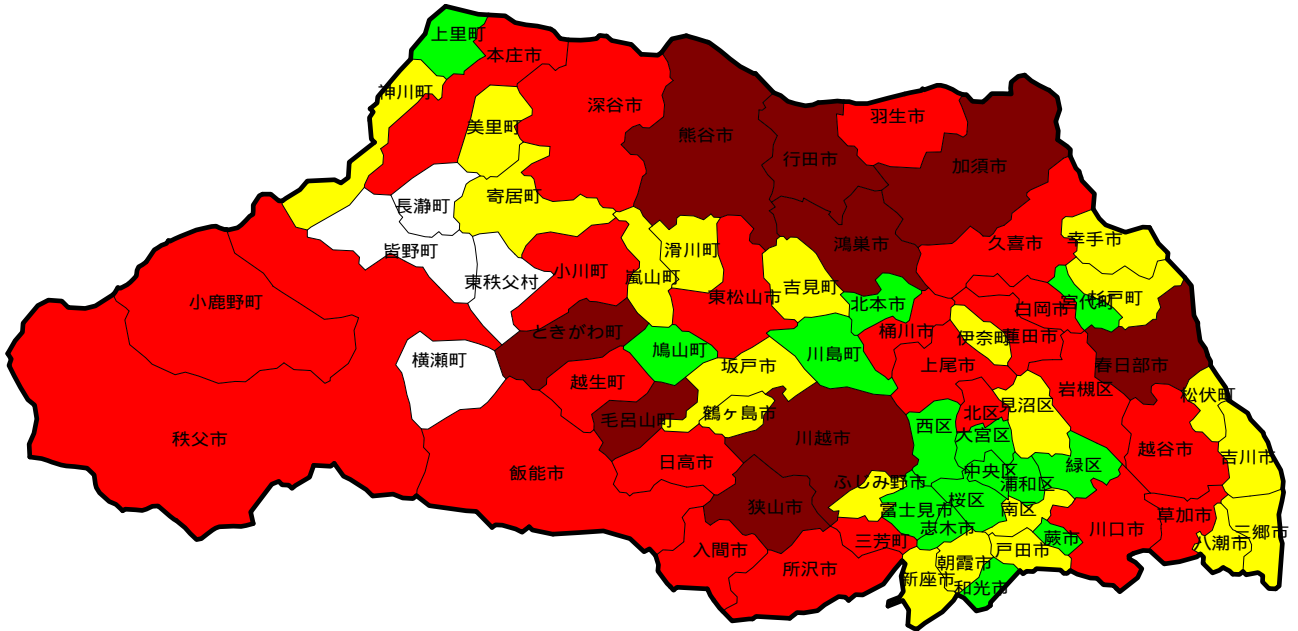 上里町
本庄市
神川町
深谷市
美里町
熊谷市
羽生市
行田市
加須市
寄居町
長瀞町
皆野町
鴻巣市
久喜市
幸手市
滑川町
東秩父村
小川町
嵐山町
吉見町
東松山市
小鹿野町
北本市
宮代町
杉戸町
白岡市
ときがわ町
桶川市
伊奈町
蓮田市
鳩山町
川島町
横瀬町
坂戸市
上尾市
春日部市
越生町
岩槻区
松伏町
毛呂山町
鶴ヶ島市
北区
見沼区
西区
大宮区
川越市
秩父市
越谷市
吉川市
日高市
飯能市
中央区
緑区
ふじみ野市
浦和区
狭山市
富士見市
桜区
南区
志木市
川口市
草加市
三郷市
三芳町
蕨市
八潮市
入間市
戸田市
所沢市
朝霞市
新座市
和光市